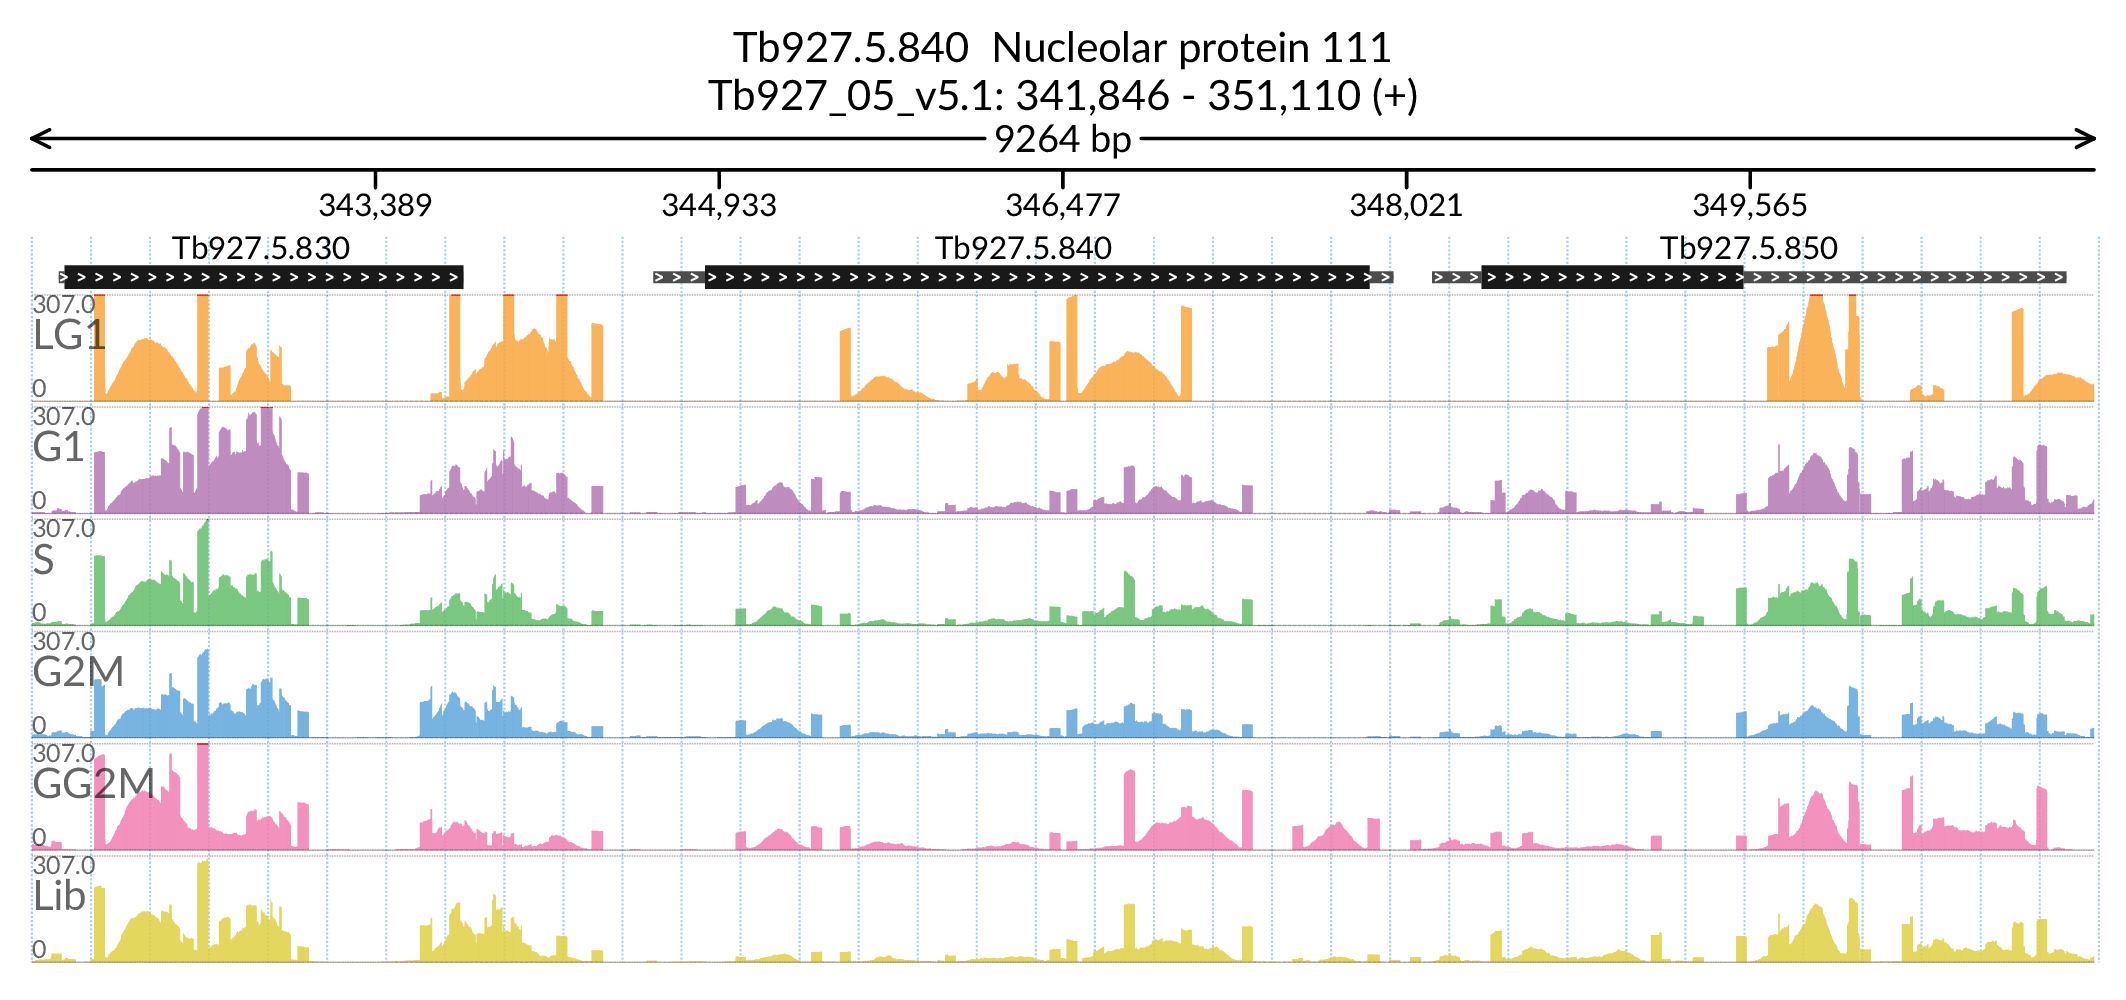 Tb927.5.840  Nucleolar protein 111
Tb927_05_v5.1: 341,846 - 351,110 (+)
9264 bp
343,389 344,933 346,477 348,021 349,565
Tb927.5.830 Tb927.5.840 Tb927.5.850
307.0
LG1
0
307.0
G1
0
307.0
S
0
307.0
G2M
0
307.0
GG2M
0
307.0
Lib
0